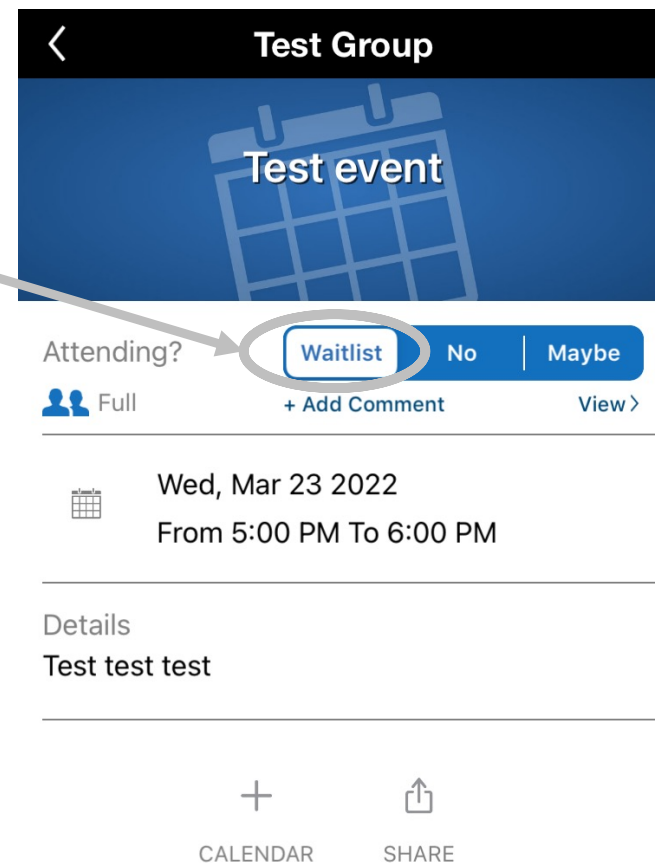 Test Group
Test event
Attending? Waitlist No Maybe
Full + Add Comment View
Wed, Mar 23 2022
From 5:00 PM To 6:00 PM
Details
Test test test
CALENDAR SHARE